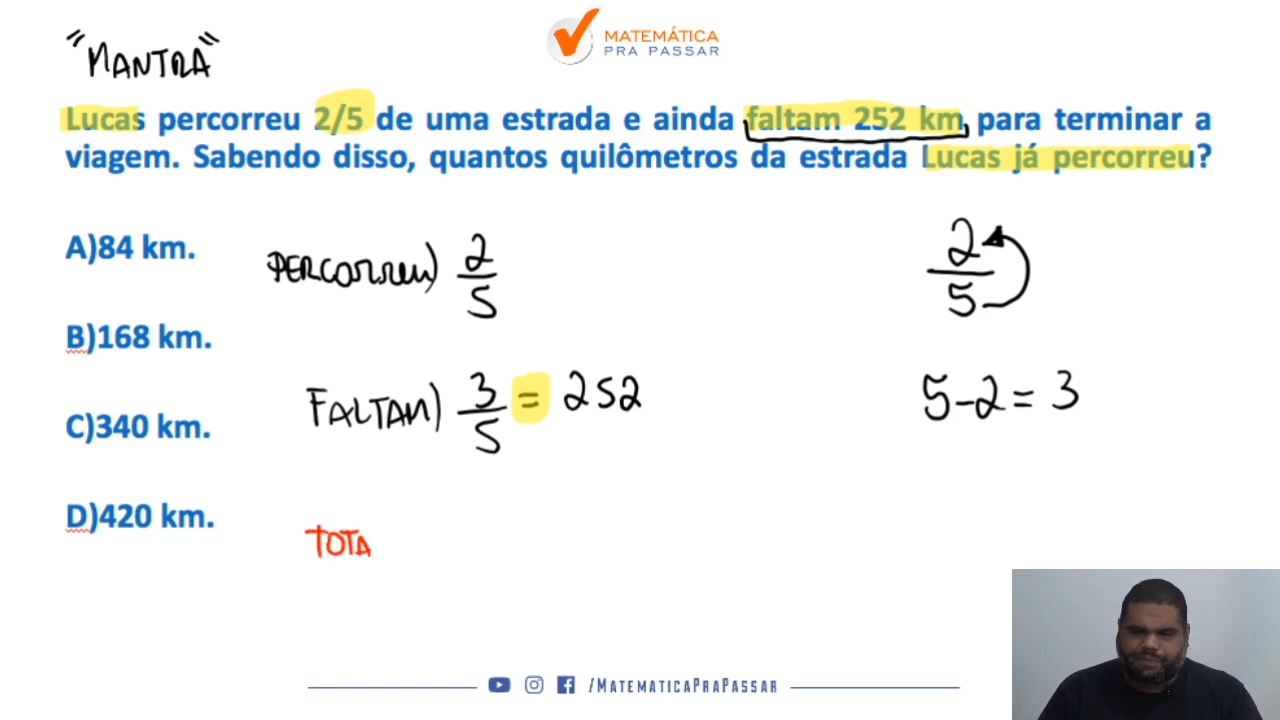 "MANTRA"
MATEMÁTICA
PRA PASSAR
Lucas percorreu 2/5 de uma estrada e ainda faltam 252 km, para terminar a
viagem. Sabendo disso, quantos quilômetros da estrada Lucas já percorreu?
A)84 km.
PERCORREU) 2/5
2/5
B)168 km.
FALTAM) 3/5 = 252
5-2=3
C)340 km.
D)420 km.
TOTA
/MATEMATICAPRAPASSAR